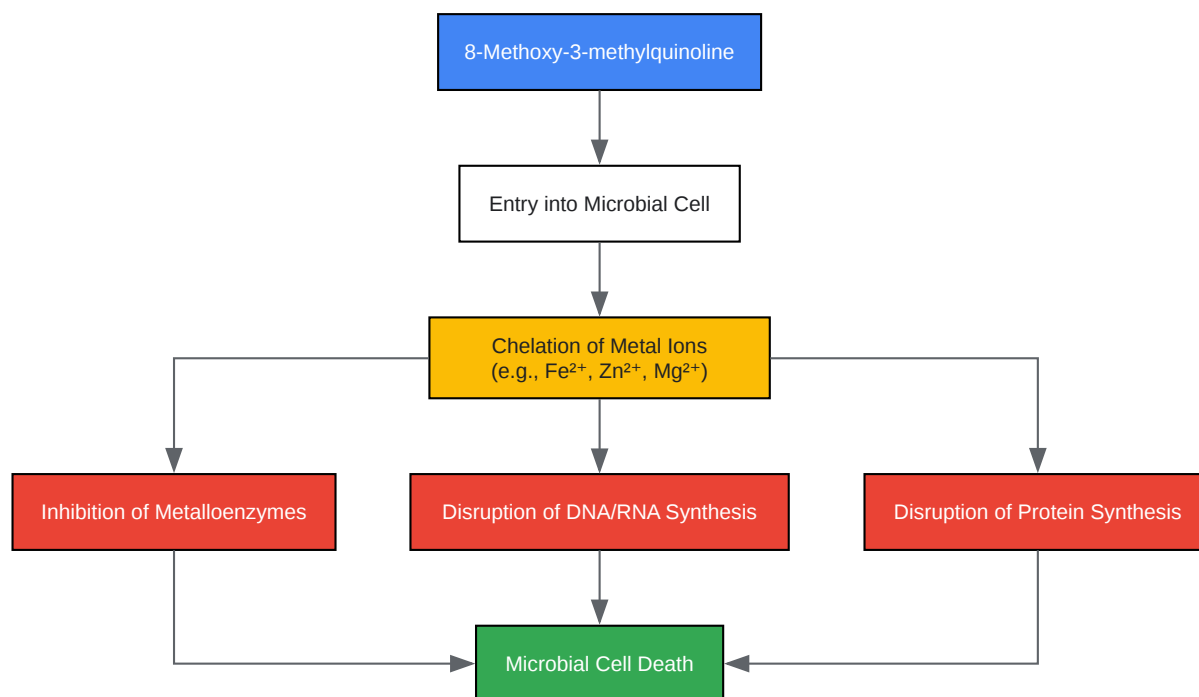 8-Methoxy-3-methylquinoline
Entry into Microbial Cell
Chelation of Metal Ions
(e.g., Fe²⁺, Zn²⁺, Mg²⁺)
Inhibition of Metalloenzymes
Disruption of DNA/RNA Synthesis
Disruption of Protein Synthesis
Microbial Cell Death